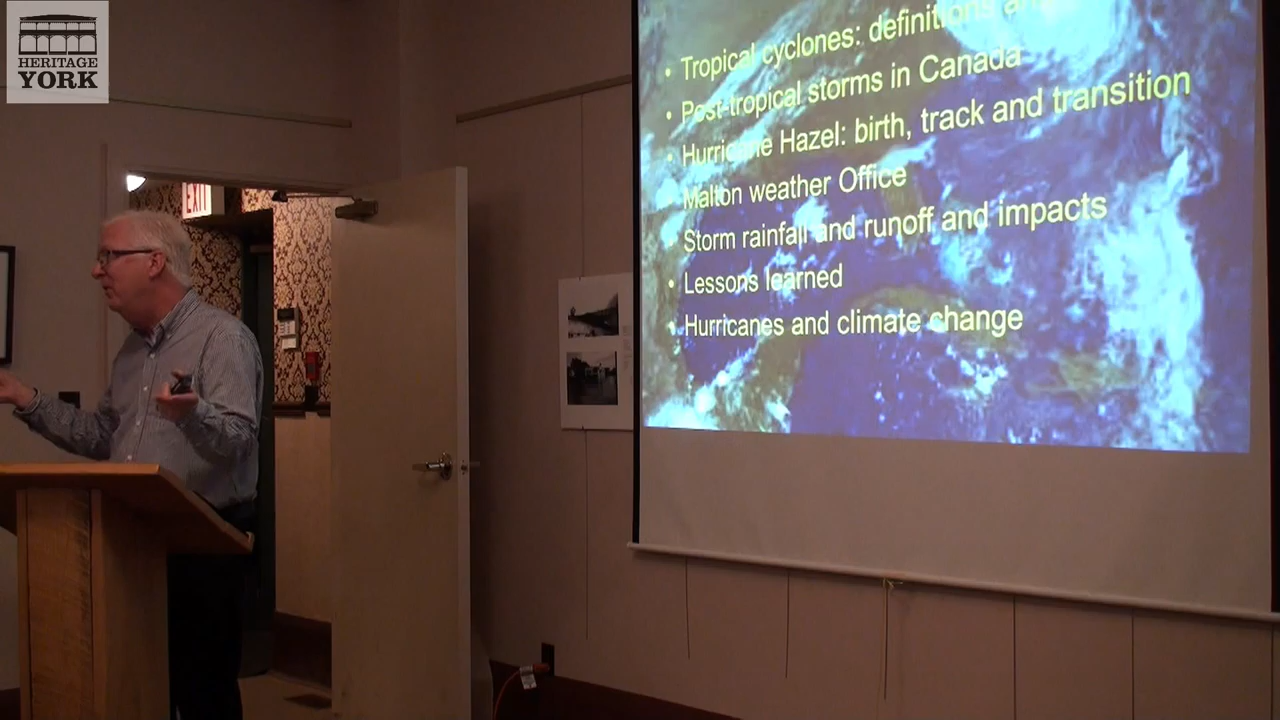 HERITAGE
YORK
EXIT
• Tropical cyclones: definitions
• Post-tropical storms in Canada
• Hurricane Hazel: birth, track and transition
• Malton weather Office
• Storm rainfall and runoff and impacts
• Lessons learned
• Hurricanes and climate change